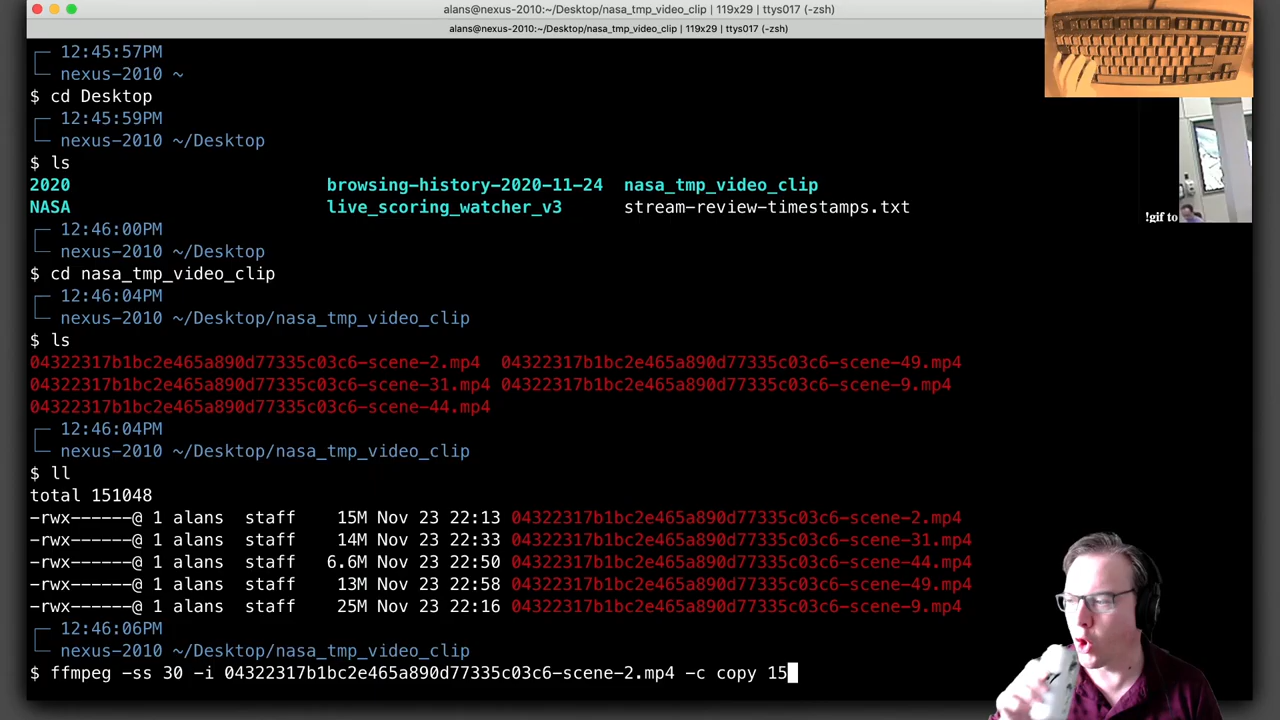 alans@nexus-2010:~/Desktop/nasa_tmp_video_clip | 119x29 | ttys017 (-zsh)
alans@nexus-2010:~/Desktop/nasa_tmp_video_clip | 119x29 | ttys017 (-zsh)
12:45:57PM
nexus-2010 ~
$ cd Desktop
12:45:59PM
nexus-2010 ~/Desktop
$ ls
2020 browsing-history-2020-11-24 nasa_tmp_video_clip
NASA live_scoring_watcher_v3 stream-review-timestamps.txt
!gif to
12:46:00PM
nexus-2010 ~/Desktop
$ cd nasa_tmp_video_clip
12:46:04PM
nexus-2010 ~/Desktop/nasa_tmp_video_clip
$ ls
04322317b1bc2e465a890d77335c03c6-scene-2.mp4 04322317b1bc2e465a890d77335c03c6-scene-49.mp4
04322317b1bc2e465a890d77335c03c6-scene-31.mp4 04322317b1bc2e465a890d77335c03c6-scene-9.mp4
04322317b1bc2e465a890d77335c03c6-scene-44.mp4
12:46:04PM
nexus-2010 ~/Desktop/nasa_tmp_video_clip
$ ll
total 151048
-rwx------@ 1 alans staff 15M Nov 23 22:13 04322317b1bc2e465a890d77335c03c6-scene-2.mp4
-rwx------@ 1 alans staff 14M Nov 23 22:33 04322317b1bc2e465a890d77335c03c6-scene-31.mp4
-rwx------@ 1 alans staff 6.6M Nov 23 22:50 04322317b1bc2e465a890d77335c03c6-scene-44.mp4
-rwx------@ 1 alans staff 13M Nov 23 22:58 04322317b1bc2e465a890d77335c03c6-scene-49.mp4
-rwx------@ 1 alans staff 25M Nov 23 22:16 04322317b1bc2e465a890d77335c03c6-scene-9.mp4
12:46:06PM
nexus-2010 ~/Desktop/nasa_tmp_video_clip
$ ffmpeg -ss 30 -i 04322317b1bc2e465a890d77335c03c6-scene-2.mp4 -c copy 15